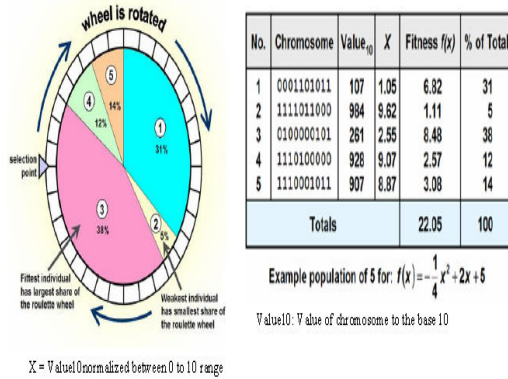 wheel is rotated
5
14%
4
12%
1
31%
selection
point
3
38%
2
5%
Fittest individual
has largest share of
the roulette wheel
Weakest individual
has smallest share of
the roulette wheel
No. Chromosome Value10 X Fitness f(x) % of Total
1 0001101011 107 1.05 6.82 31
2 1111011000 984 9.62 1.11 5
3 0100000101 261 2.55 8.48 38
4 1110100000 928 9.07 2.57 12
5 1110001011 907 8.87 3.08 14
Totals 22.05 100
Example population of 5 for: f(x) = -1/4 x² + 2x + 5
Value10: Value of chromosome to the base 10
X = Value10normalized between 0 to 10 range